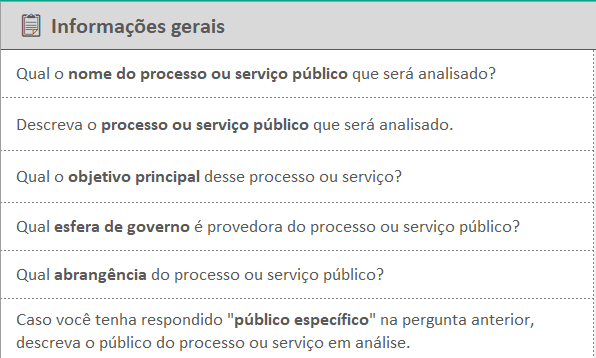 Informações gerais
Qual o nome do processo ou serviço público que será analisado?
Descreva o processo ou serviço público que será analisado.
Qual o objetivo principal desse processo ou serviço?
Qual esfera de governo é provedora do processo ou serviço público?
Qual abrangência do processo ou serviço público?
Caso você tenha respondido "público específico" na pergunta anterior,
descreva o público do processo ou serviço em análise.